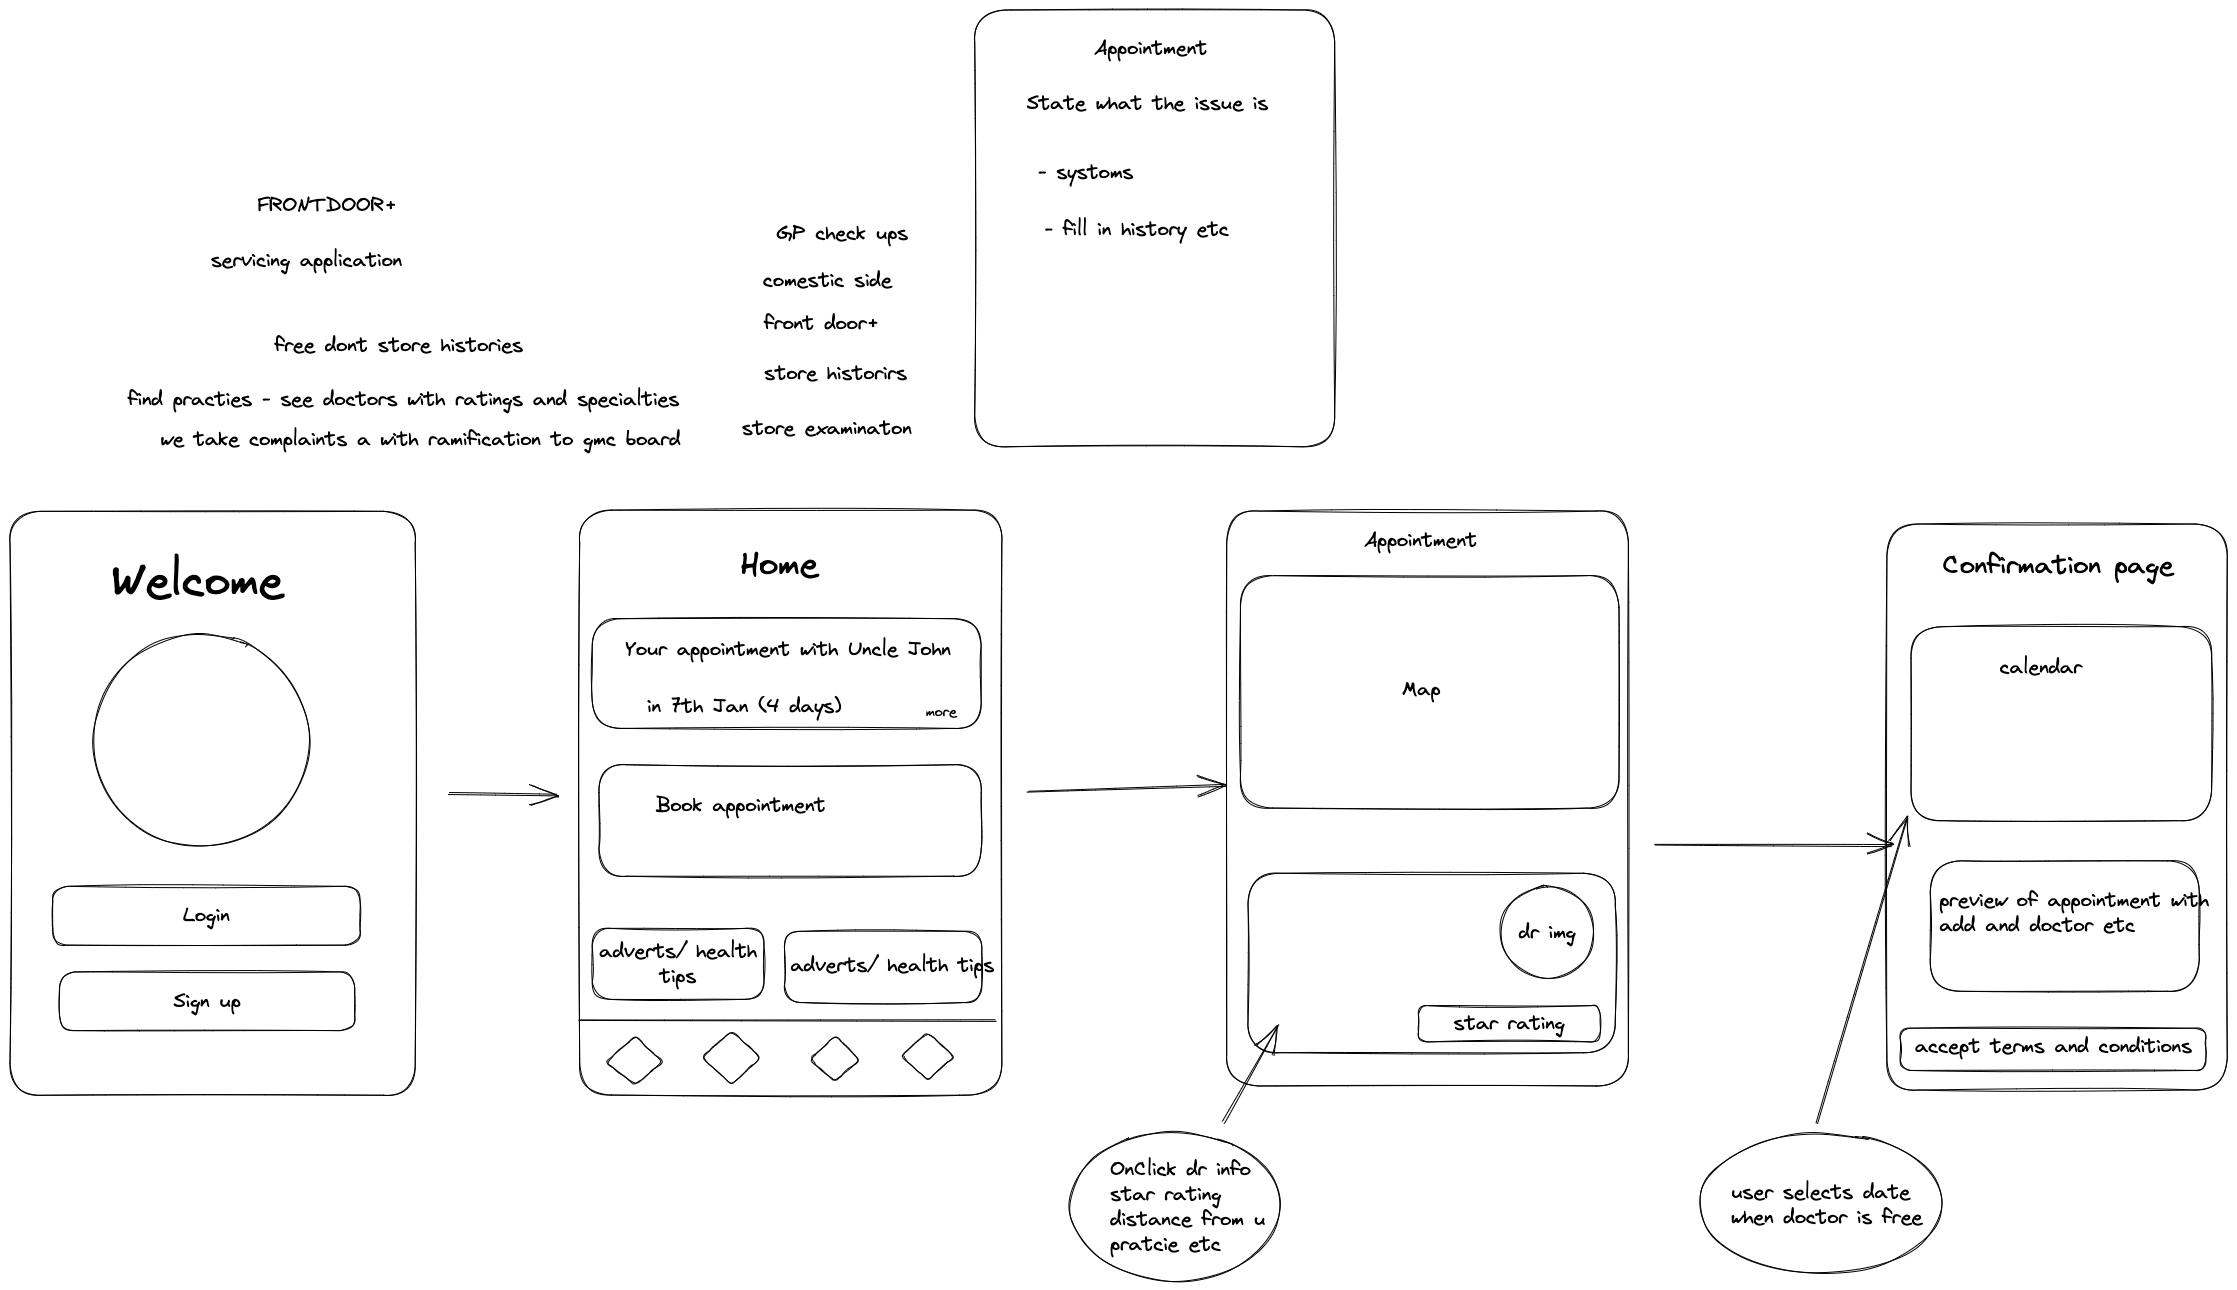 Appointment
State what the issue is
- systoms
- fill in history etc
FRONTDOOR+
servicing application
free dont store histories
find practies - see doctors with ratings and specialties
we take complaints a with ramification to gmc board
GP check ups
comestic side
front door+
store historirs
store examinaton
Welcome
Login
Sign up
Home
Your appointment with Uncle John
in 7th Jan (4 days)
more
Book appointment
adverts/ health
tips
adverts/ health tips
Appointment
Map
dr img
star rating
OnClick dr info
star rating
distance from u
pratcie etc
Confirmation page
calendar
preview of appointment with
add and doctor etc
accept terms and conditions
user selects date
when doctor is free